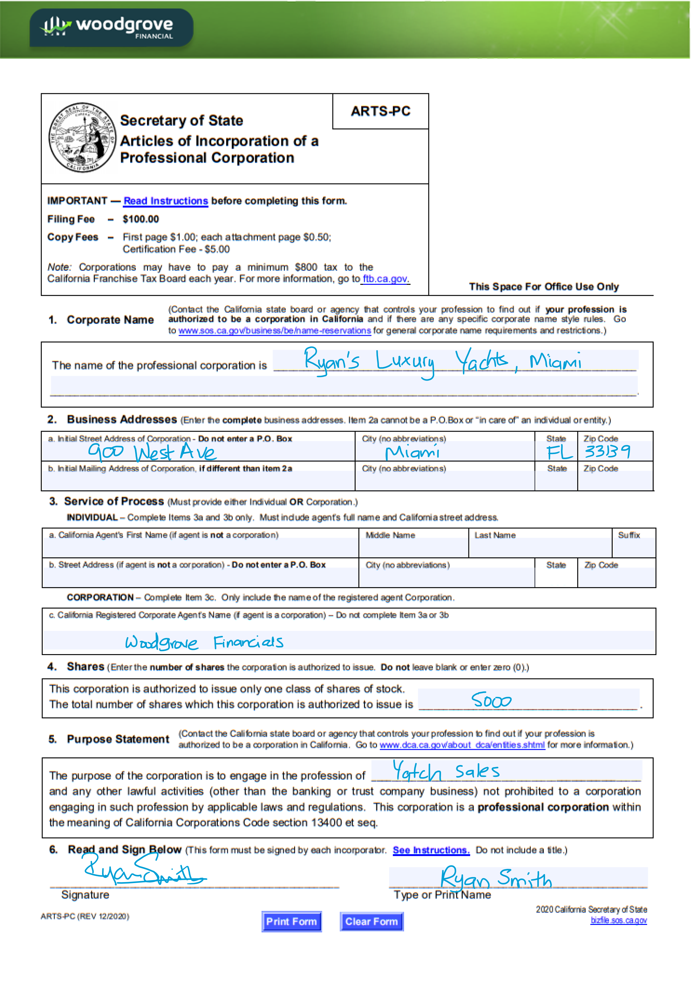 woodgrove
FINANCIAL
ARTS-PC
Secretary of State
Articles of Incorporation of a
Professional Corporation
IMPORTANT — Read Instructions before completing this form.
Filing Fee – $100.00
Copy Fees – First page $1.00; each attachment page $0.50;
Certification Fee - $5.00
Note: Corporations may have to pay a minimum $800 tax to the
California Franchise Tax Board each year. For more information, go to ftb.ca.gov.
This Space For Office Use Only
1. Corporate Name (Contact the California state board or agency that controls your profession to find out if your profession is
authorized to be a corporation in California and if there are any specific corporate name style rules. Go
to www.sos.ca.gov/business/be/name-reservations for general corporate name requirements and restrictions.)
The name of the professional corporation is Ryan's Luxury Yachts, Miami
2. Business Addresses (Enter the complete business addresses. Item 2a cannot be a P.O.Box or "in care of" an individual or entity.)
a. Initial Street Address of Corporation - Do not enter a P.O. Box City (no abbreviations) State Zip Code
900 West Ave Miami FL 33139
b. Initial Mailing Address of Corporation, if different than item 2a City (no abbreviations) State Zip Code
3. Service of Process (Must provide either Individual OR Corporation.)
INDIVIDUAL – Complete Items 3a and 3b only. Must include agent's full name and California street address.
a. California Agent's First Name (if agent is not a corporation) Middle Name Last Name Suffix
b. Street Address (if agent is not a corporation) - Do not enter a P.O. Box City (no abbreviations) State Zip Code
CORPORATION – Complete Item 3c. Only include the name of the registered agent Corporation.
c. California Registered Corporate Agent's Name (if agent is a corporation) – Do not complete Item 3a or 3b
Woodgrove Financials
4. Shares (Enter the number of shares the corporation is authorized to issue. Do not leave blank or enter zero (0).)
This corporation is authorized to issue only one class of shares of stock.
The total number of shares which this corporation is authorized to issue is 5000 .
5. Purpose Statement (Contact the California state board or agency that controls your profession to find out if your profession is
authorized to be a corporation in California. Go to www.dca.ca.gov/about_dca/entities.shtml for more information.)
The purpose of the corporation is to engage in the profession of Yatch sales
and any other lawful activities (other than the banking or trust company business) not prohibited to a corporation
engaging in such profession by applicable laws and regulations. This corporation is a professional corporation within
the meaning of California Corporations Code section 13400 et seq.
6. Read and Sign Below (This form must be signed by each incorporator. See Instructions. Do not include a title.)
Ryan Smith Ryan Smith
Signature Type or Print Name
ARTS-PC (REV 12/2020) Print Form Clear Form 2020 California Secretary of State
bizfile.sos.ca.gov